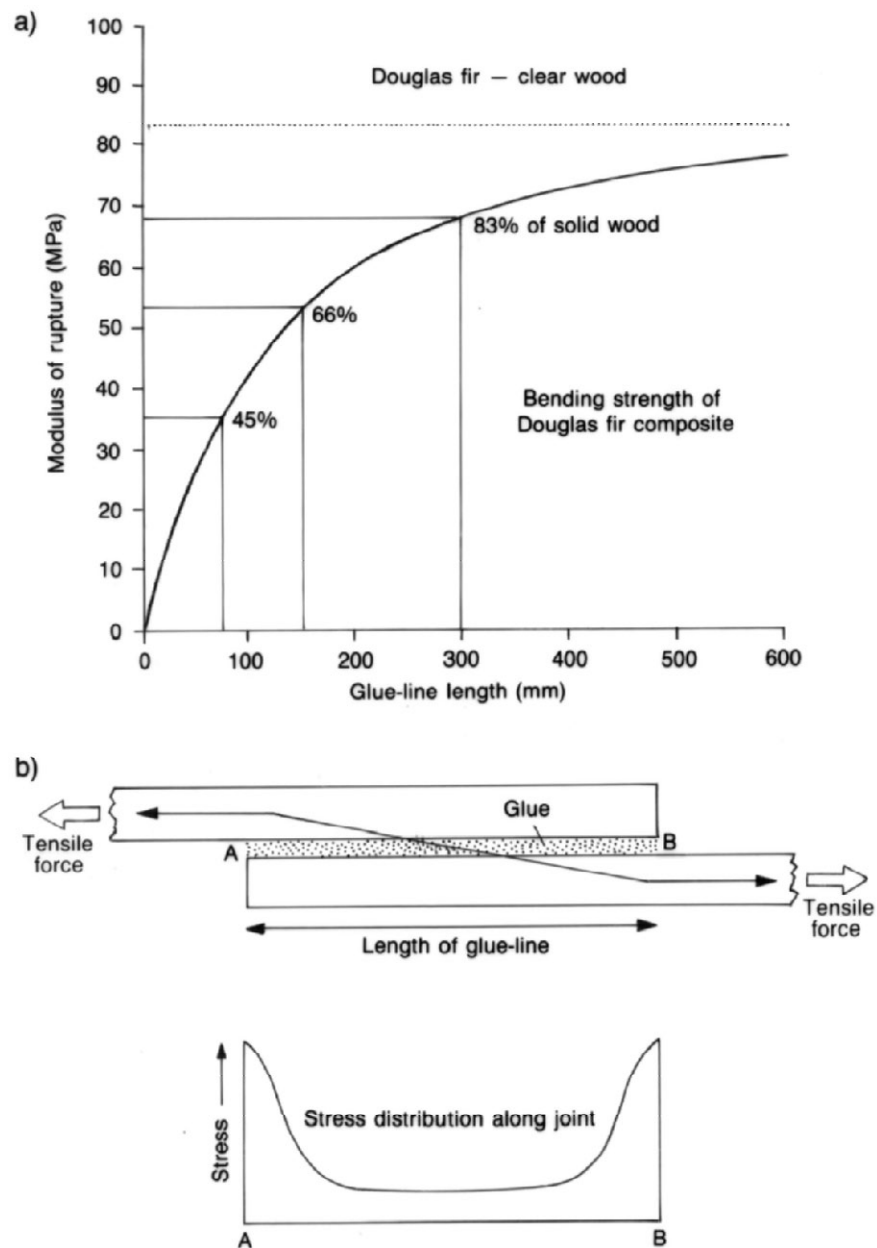 a)
100
90
80
70
60
50
40
30
20
10
0
Modulus of rupture (MPa)
Douglas fir — clear wood
83% of solid wood
66%
45%
Bending strength of
Douglas fir composite
0
100
200
300
400
500
600
Glue-line length (mm)
b)
Glue
Tensile
force
A
B
Tensile
force
Length of glue-line
Stress
Stress distribution along joint
A
B